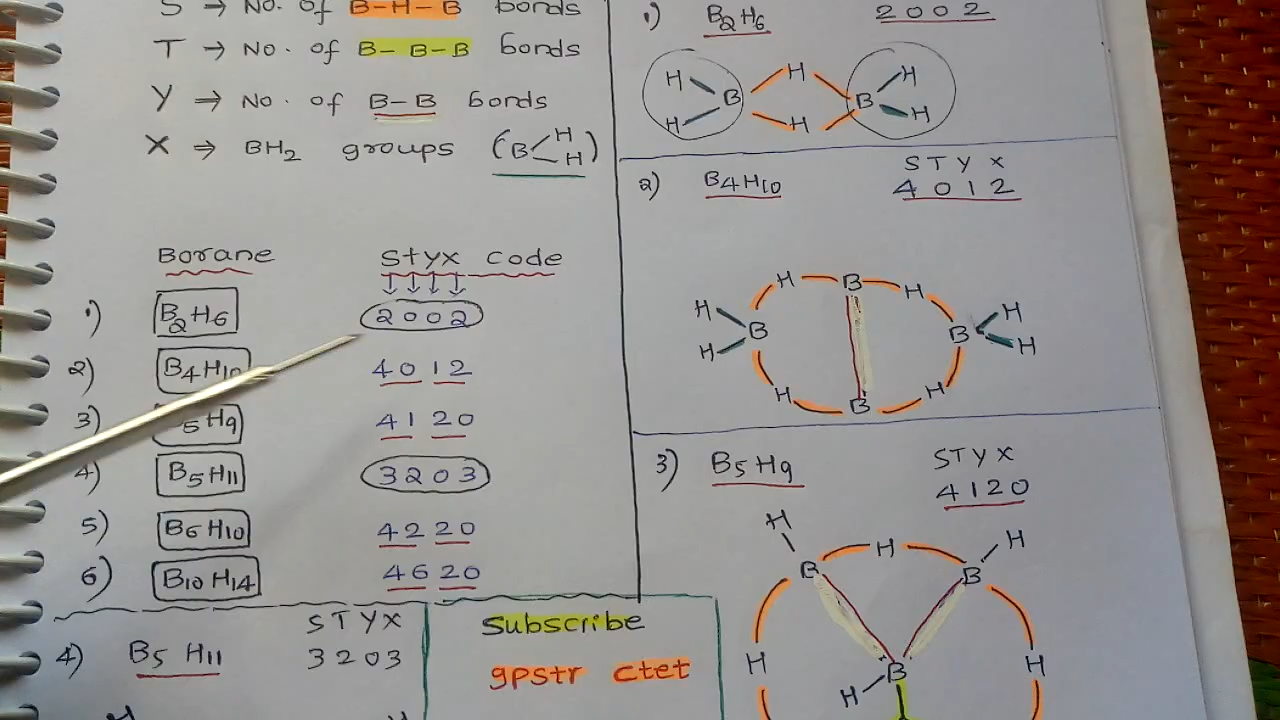 S → No. of B-H-B bonds
T → No. of B-B-B bonds
Y → No. of B-B bonds
X ⇒ BH2 groups (B H H)
Borane Styx code
1) B2H6 2002
2) B4H10 4012
3) 5H9 4120
4) B5H11 3203
5) B6H10 4220
6) B10H14 4620
4) B5H11 STYX
3203
Subscribe
gpstr ctet
1) B2H6 2002
H H H
B B
H H H
2) B4H10 STYX
4012
H B H
H H
B B
H H
H B H
3) B5H9 STYX
4120
H H H
B B
H H
B
H